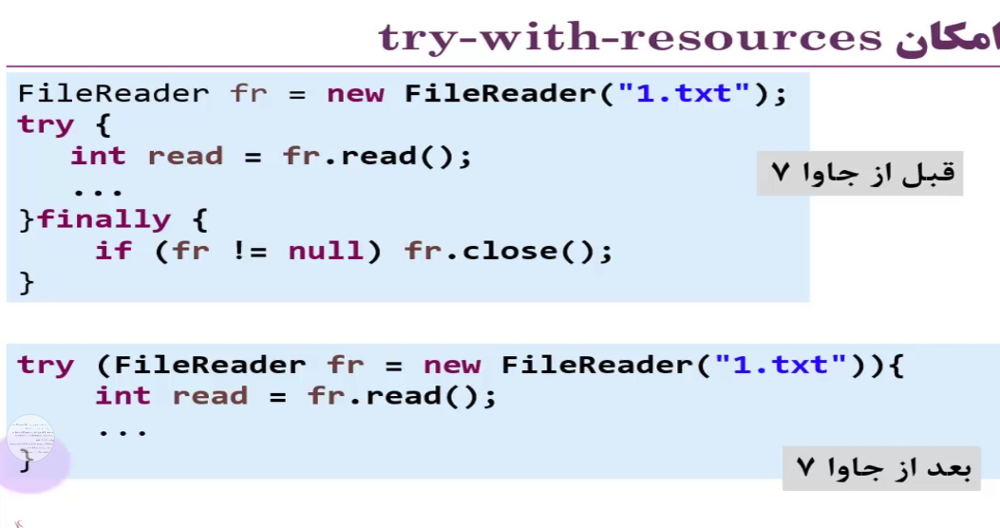 امکان try-with-resources
FileReader fr = new FileReader("1.txt");
try {
   int read = fr.read();
   ...
}finally {
    if (fr != null) fr.close();
}
قبل از جاوا ۷
try (FileReader fr = new FileReader("1.txt")){
    int read = fr.read();
    ...
}
بعد از جاوا ۷